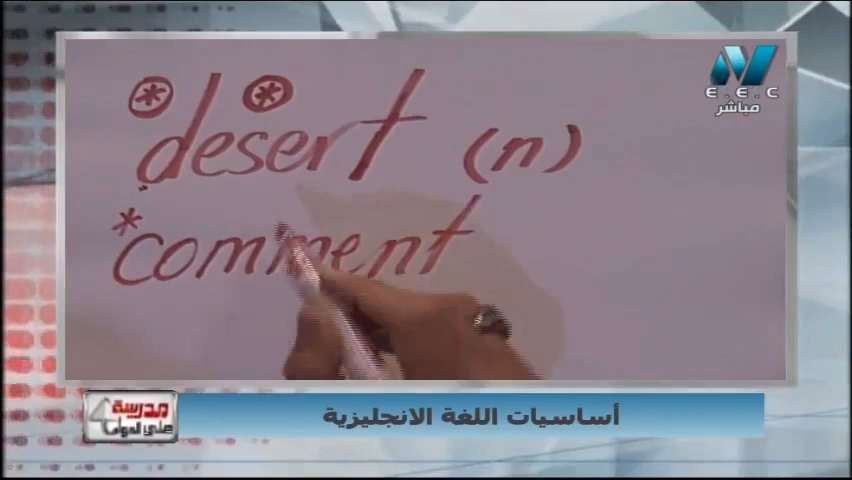 * * desert (n)
* comment
E.E.C
مباشر
مدرسة على الهواء
أساسيات اللغة الانجليزية